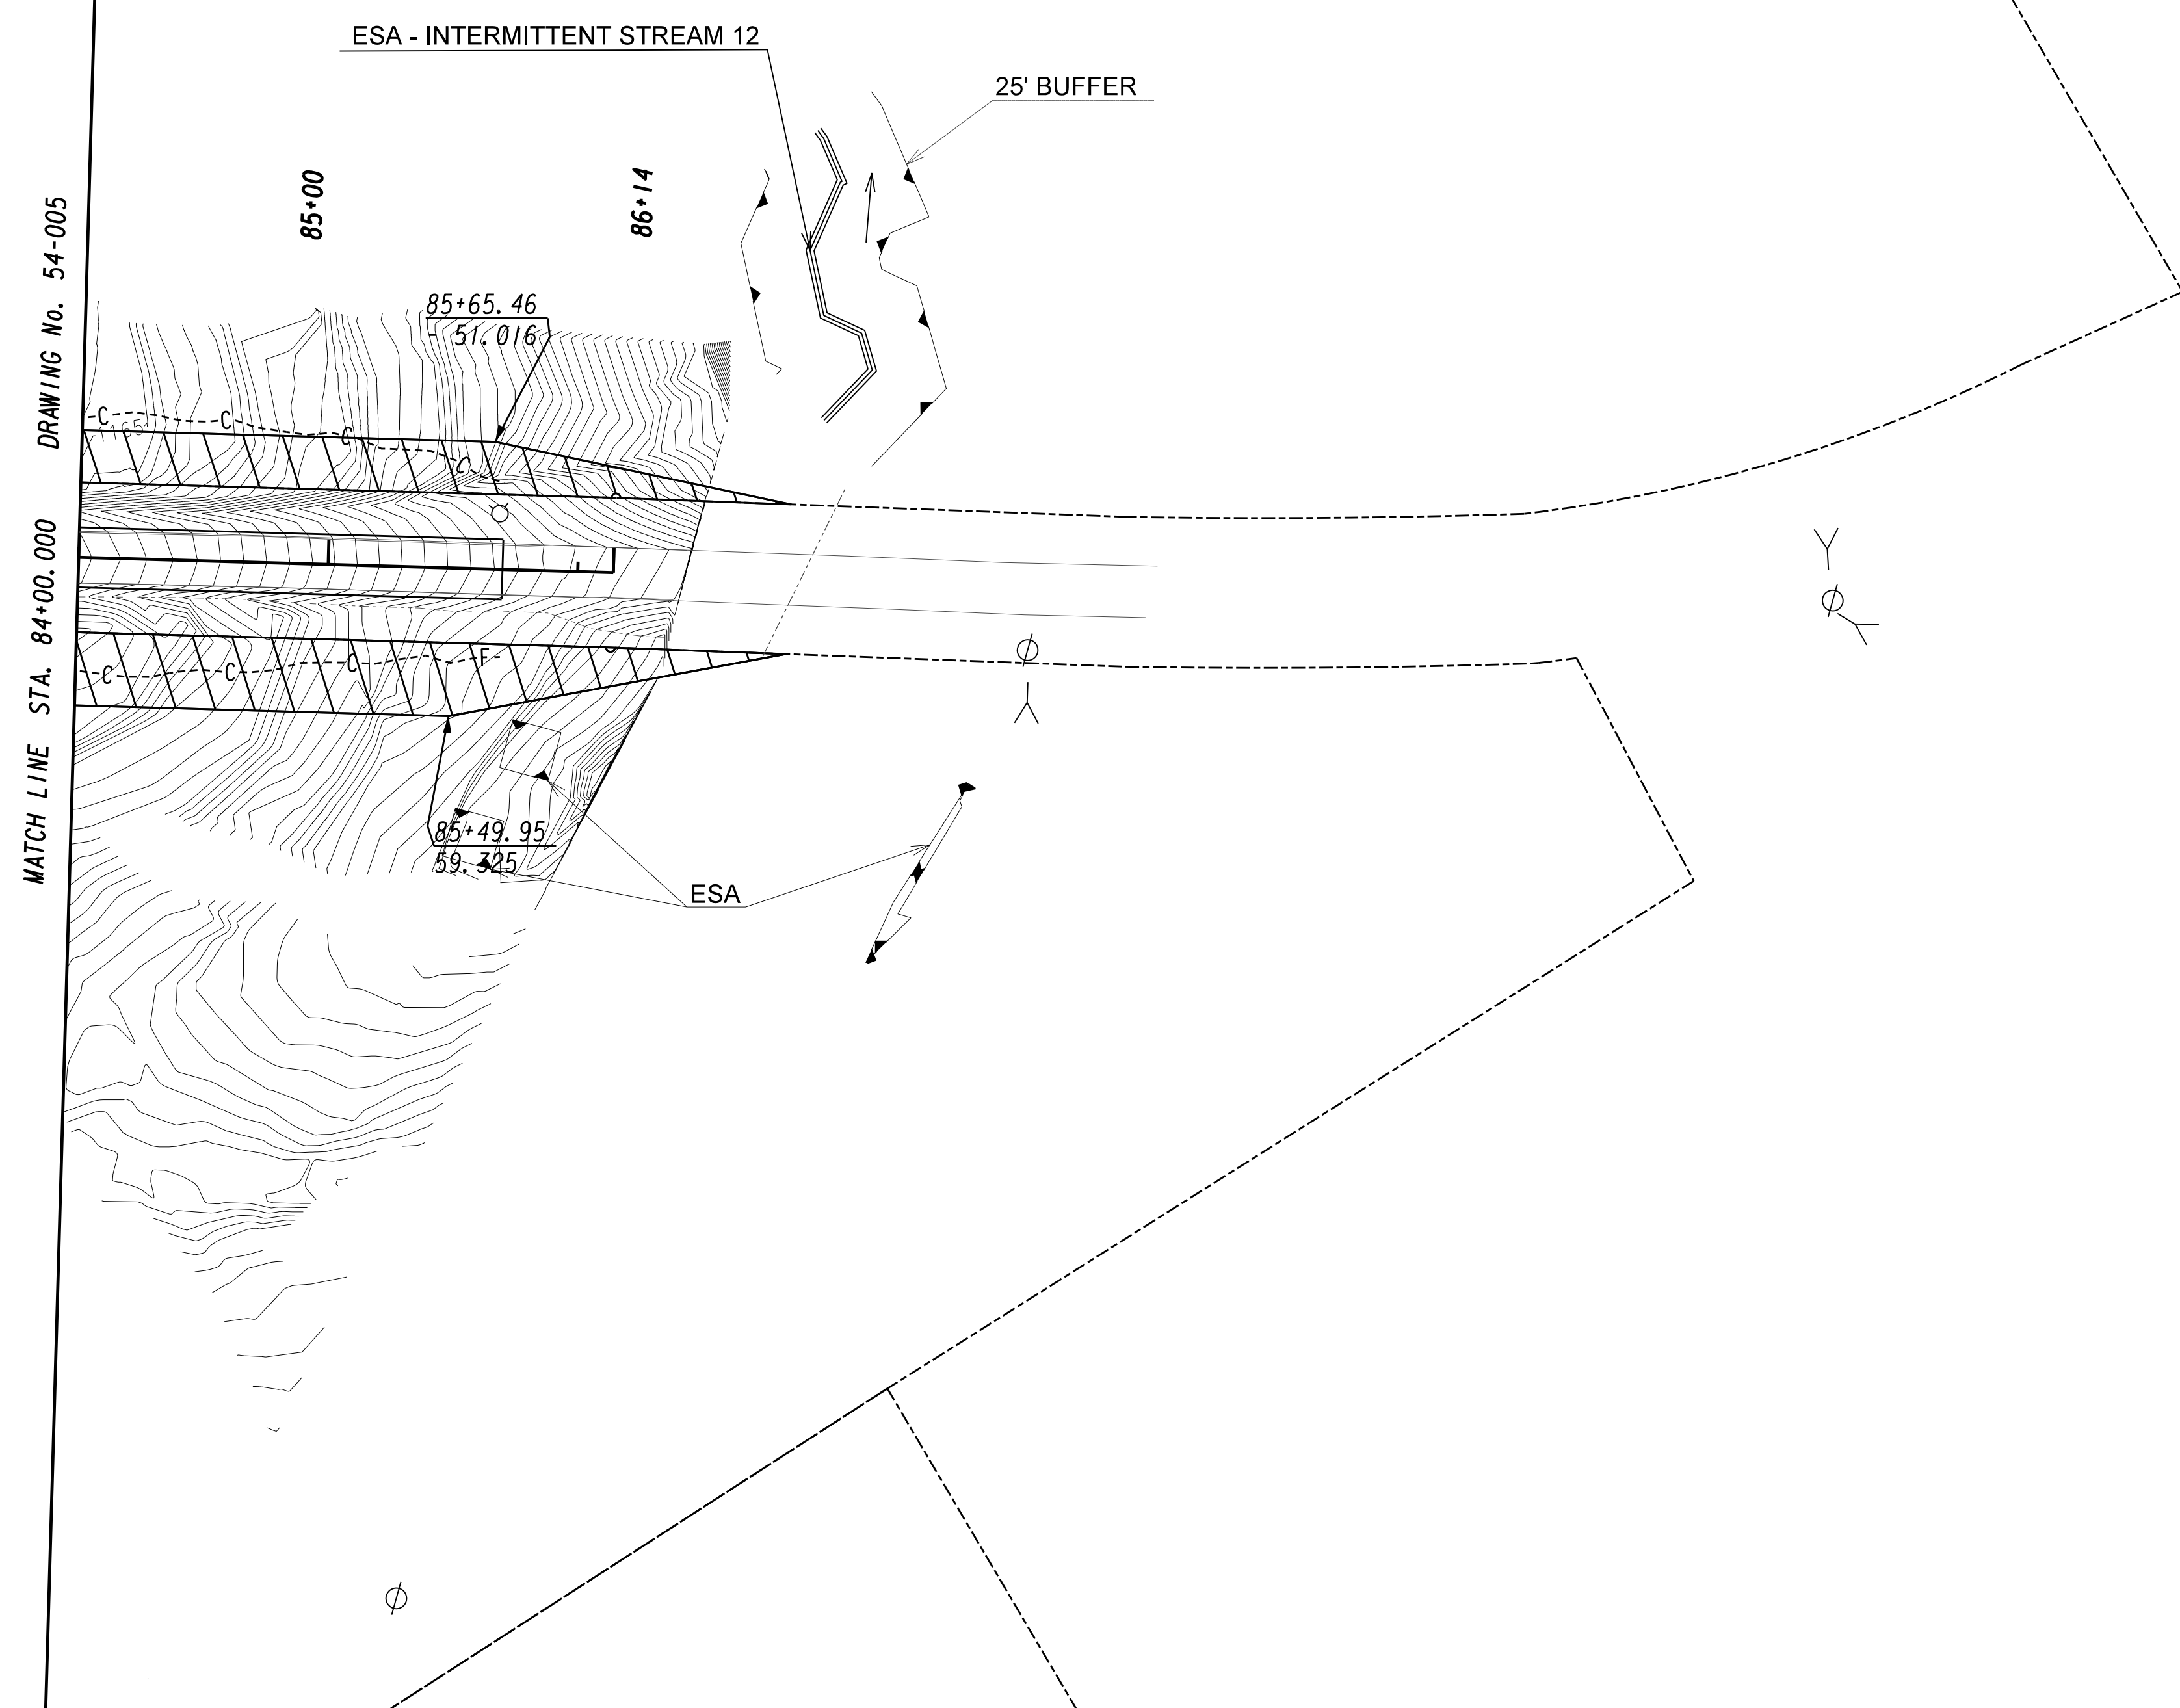 ESA - INTERMITTENT STREAM 12
25' BUFFER
85+00
86+14
85+65.46
- 51.016
C
C
C
C
1165
MATCH LINE STA. 84+00.000 DRAWING No. 54-005
C
C
C
F
85+49.95
59.325
ESA